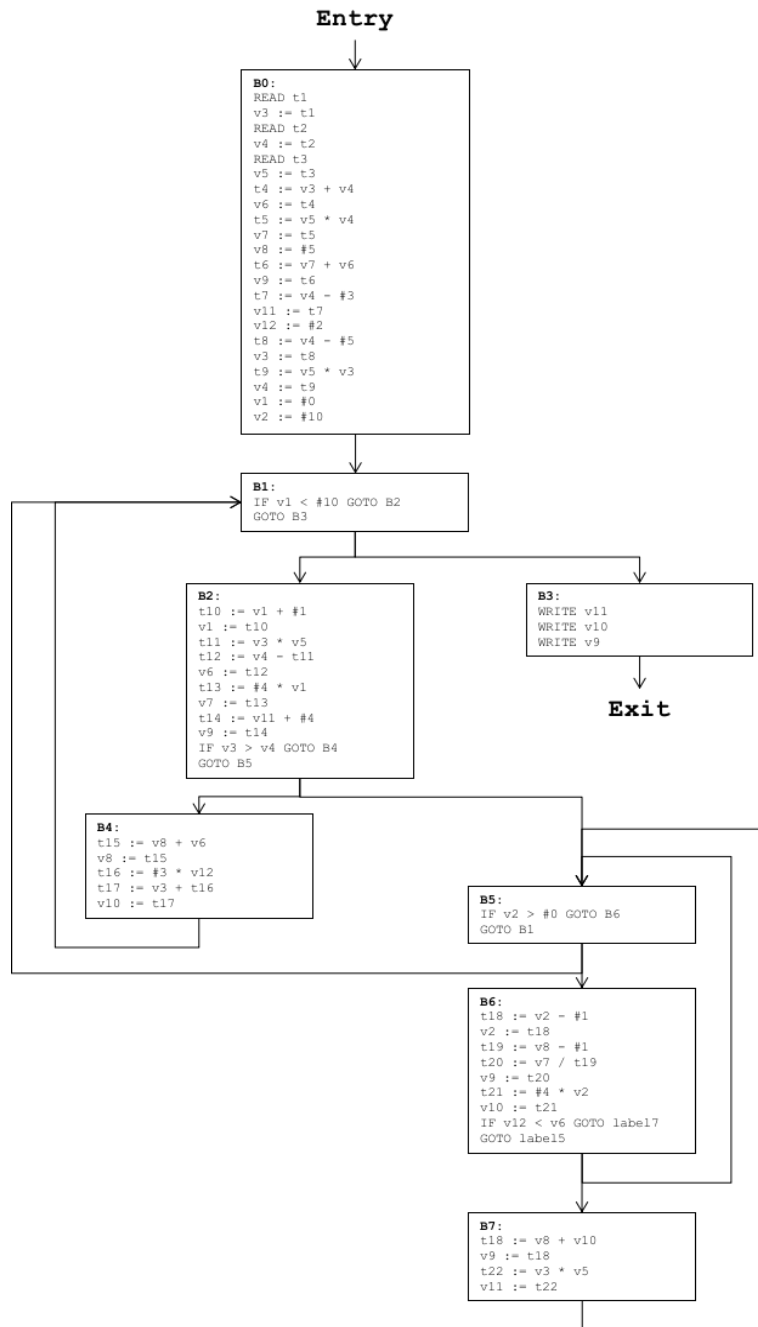 Entry
B0:
READ t1
v3 := t1
READ t2
v4 := t2
READ t3
v5 := t3
t4 := v3 + v4
v6 := t4
t5 := v5 * v4
v7 := t5
v8 := #5
t6 := v7 + v6
v9 := t6
t7 := v4 - #3
v11 := t7
v12 := #2
t8 := v4 - #5
v3 := t8
t9 := v5 * v3
v4 := t9
v1 := #0
v2 := #10
B1:
IF v1 < #10 GOTO B2
GOTO B3
B2:
t10 := v1 + #1
v1 := t10
t11 := v3 * v5
t12 := v4 - t11
v6 := t12
t13 := #4 * v1
v7 := t13
t14 := v11 + #4
v9 := t14
IF v3 > v4 GOTO B4
GOTO B5
B3:
WRITE v11
WRITE v10
WRITE v9
Exit
B4:
t15 := v8 + v6
v8 := t15
t16 := #3 * v12
t17 := v3 + t16
v10 := t17
B5:
IF v2 > #0 GOTO B6
GOTO B1
B6:
t18 := v2 - #1
v2 := t18
t19 := v8 - #1
t20 := v7 / t19
v9 := t20
t21 := #4 * v2
v10 := t21
IF v12 < v6 GOTO label7
GOTO label5
B7:
t18 := v8 + v10
v9 := t18
t22 := v3 * v5
v11 := t22